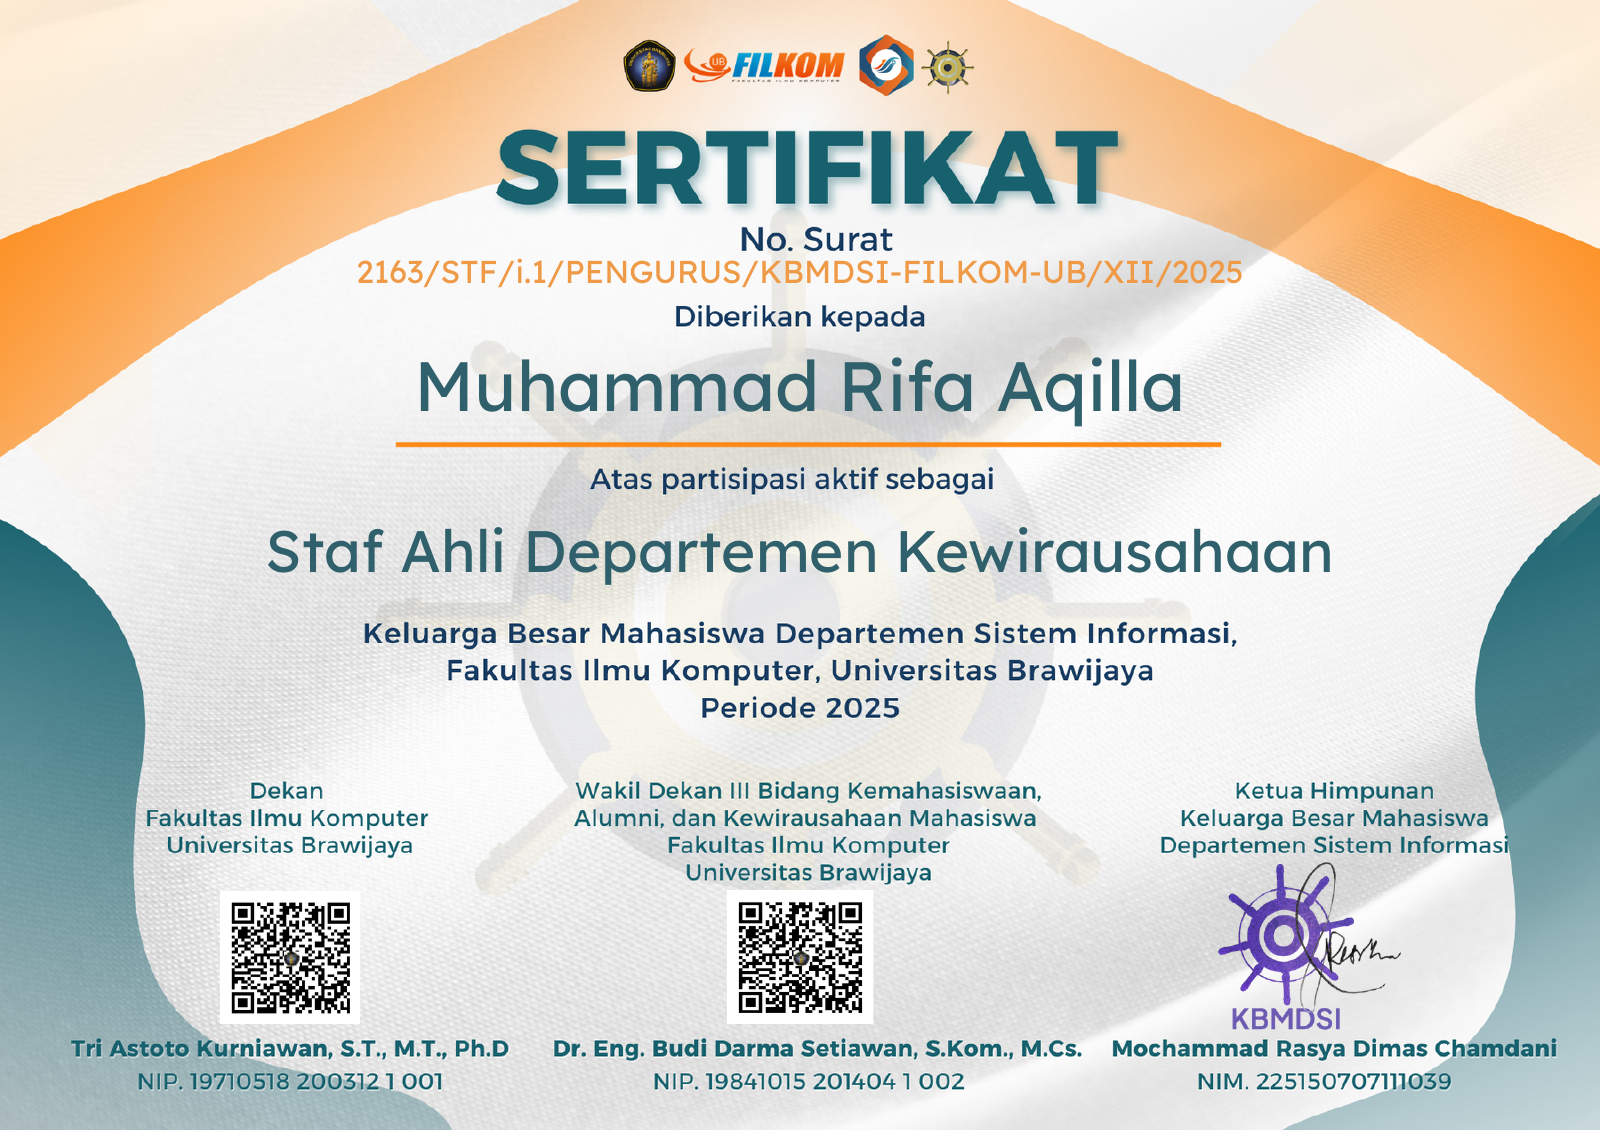 UB FILKOM
FAKULTAS ILMU KOMPUTER
SERTIFIKAT
No. Surat
2163/STF/i.1/PENGURUS/KBMDSI-FILKOM-UB/XII/2025
Diberikan kepada
Muhammad Rifa Aqilla
Atas partisipasi aktif sebagai
Staf Ahli Departemen Kewirausahaan
Keluarga Besar Mahasiswa Departemen Sistem Informasi,
Fakultas Ilmu Komputer, Universitas Brawijaya
Periode 2025
Dekan
Fakultas Ilmu Komputer
Universitas Brawijaya
Tri Astoto Kurniawan, S.T., M.T., Ph.D
NIP. 19710518 200312 1 001
Wakil Dekan III Bidang Kemahasiswaan,
Alumni, dan Kewirausahaan Mahasiswa
Fakultas Ilmu Komputer
Universitas Brawijaya
Dr. Eng. Budi Darma Setiawan, S.Kom., M.Cs.
NIP. 19841015 201404 1 002
Ketua Himpunan
Keluarga Besar Mahasiswa
Departemen Sistem Informasi
KBMDSI
Mochammad Rasya Dimas Chamdani
NIM. 225150707111039